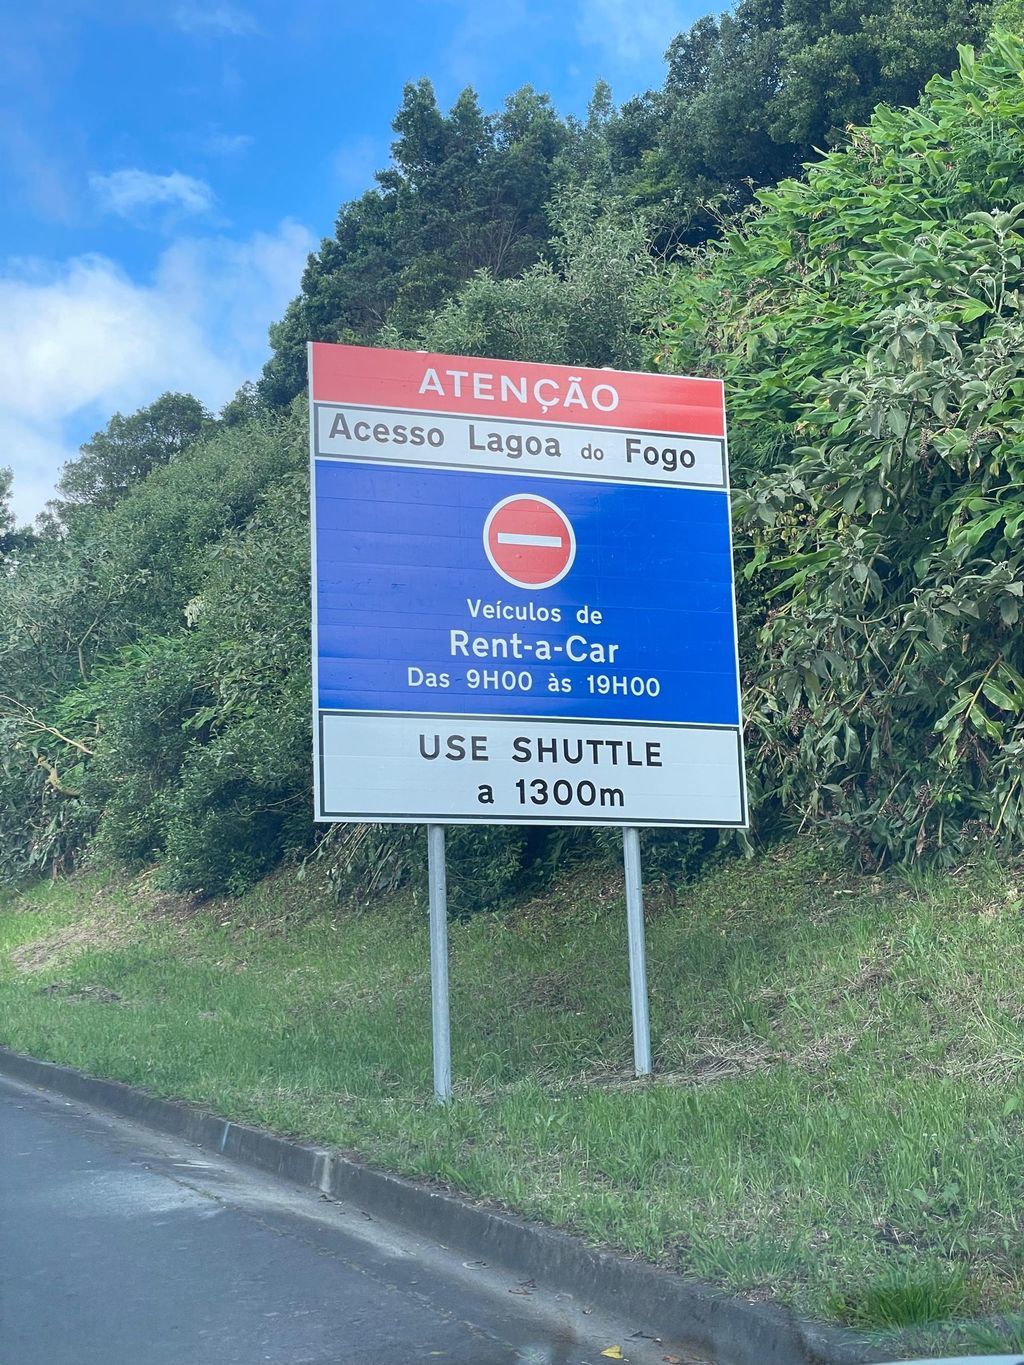 ATENÇÃO
Acesso Lagoa do Fogo
Veículos de
Rent-a-Car
Das 9H00 às 19H00
USE SHUTTLE
a 1300m